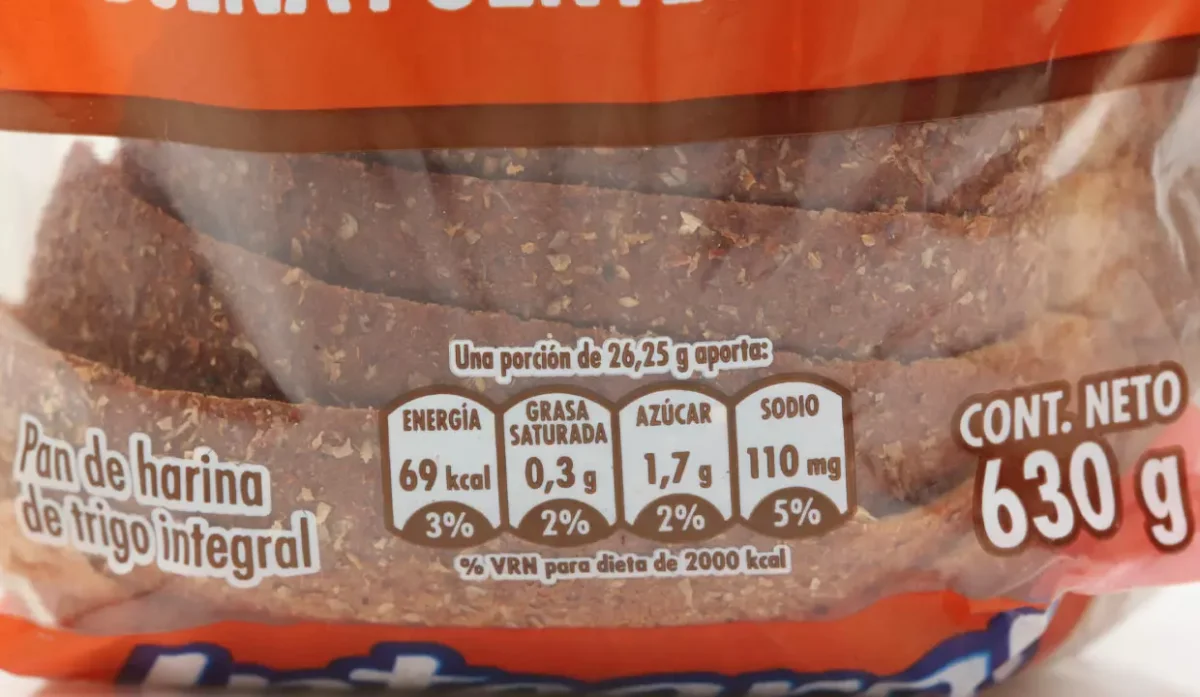 Una porción de 26,25 g aporta:
ENERGÍA
69 kcal
3%
GRASA
SATURADA
0,3 g
2%
AZÚCAR
1,7 g
2%
SODIO
110 mg
5%
% VRN para dieta de 2000 kcal
Pan de harina
de trigo integral
CONT. NETO
630 g